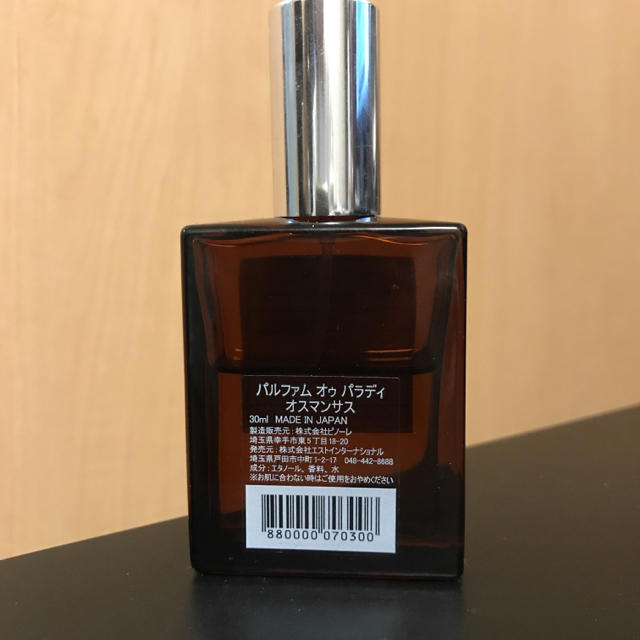 パルファム オゥ パラディ
オスマンサス
30ml MADE IN JAPAN
製造販売元：株式会社ピノーレ
埼玉県幸手市東5丁目18-20
発売元：株式会社エストインターナショナル
埼玉県戸田市中町1-2-17 048-442-8688
成分：エタノール、香料、水
※お肌に合わない時はご使用をおやめください
880000 070300